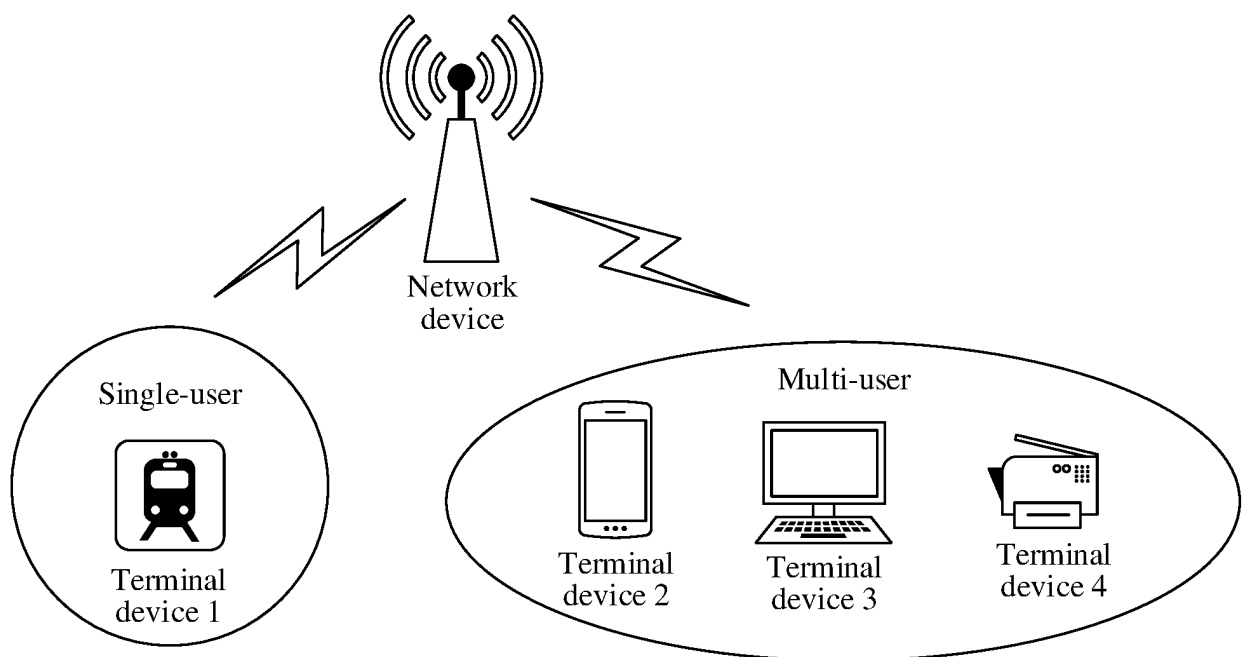 Network
device
Single-user
Terminal
device 1
Multi-user
Terminal
device 2
Terminal
device 3
Terminal
device 4